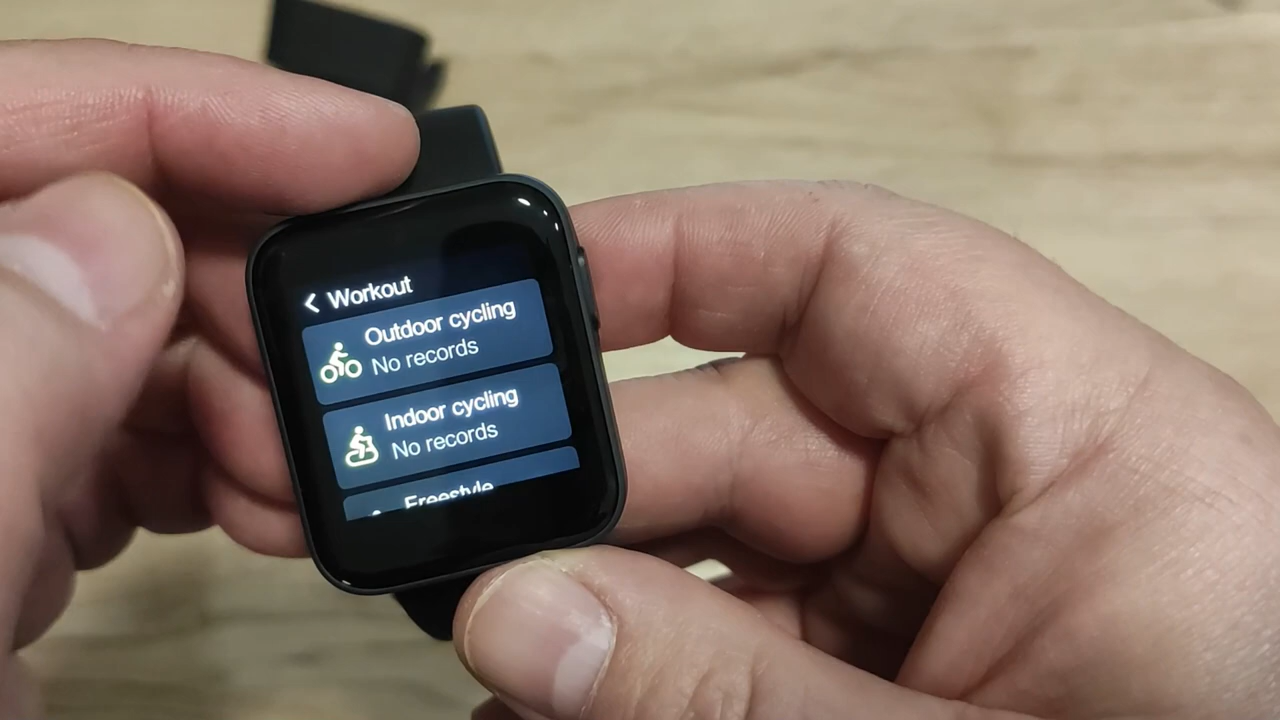 Workout
Outdoor cycling
No records
Indoor cycling
No records
Freestyle